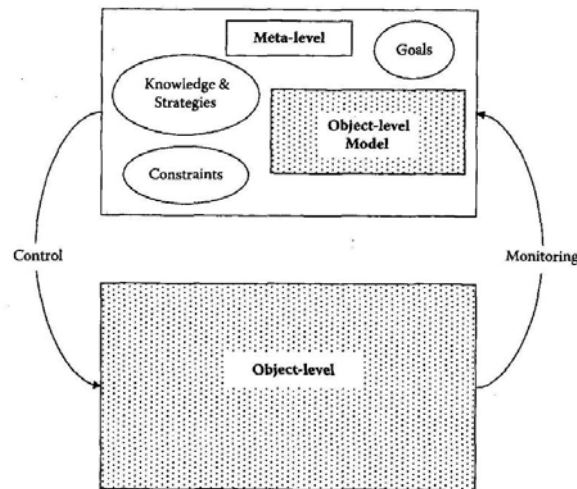 Meta-level
Goals
Knowledge &
Strategies
Object-level
Model
Constraints
Control
Monitoring
Object-level